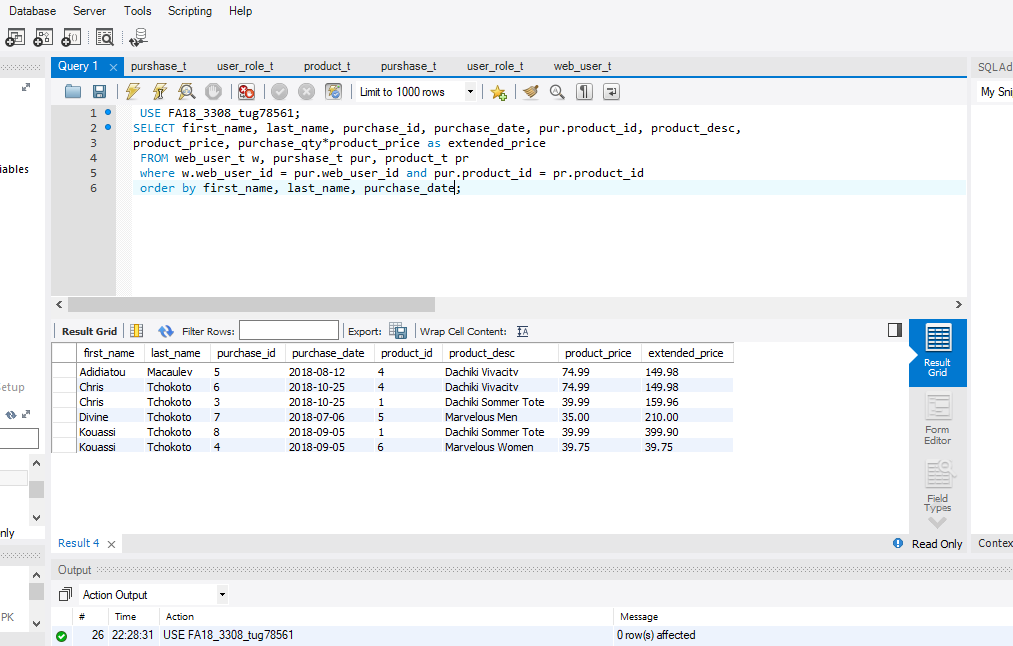 Database Server Tools Scripting Help
Query 1 purshase_t user_role_t product_t purshase_t user_role_t web_user_t
SQLAd
Limit to 1000 rows
My Sni
iables
1 USE FA18_3308_tug78561;
2 SELECT first_name, last_name, purchase_id, purchase_date, pur.product_id, product_desc,
3 product_price, purchase_qty*product_price as extended_price
4 FROM web_user_t w, purshase_t pur, product_t pr
5 where w.web_user_id = pur.web_user_id and pur.product_id = pr.product_id
6 order by first_name, last_name, purchase_date;
Result Grid Filter Rows: Export: Wrap Cell Content:
first_name last_name purchase_id purchase_date product_id product_desc product_price extended_price
Adidiatou Macaulev 5 2018-08-12 4 Dachiki Vivacitv 74.99 149.98
Chris Tchokoto 6 2018-10-25 4 Dachiki Vivacitv 74.99 149.98
Chris Tchokoto 3 2018-10-25 1 Dachiki Sommer Tote 39.99 159.96
Divine Tchokoto 7 2018-07-06 5 Marvelous Men 35.00 210.00
Kouassi Tchokoto 8 2018-09-05 1 Dachiki Sommer Tote 39.99 399.90
Kouassi Tchokoto 4 2018-09-05 6 Marvelous Women 39.75 39.75
Result
Grid
Form
Editor
Field
Types
etup
nly
PK
Result 4
Read Only
Contex
Output
Action Output
# Time Action Message
26 22:28:31 USE FA18_3308_tug78561 0 row(s) affected